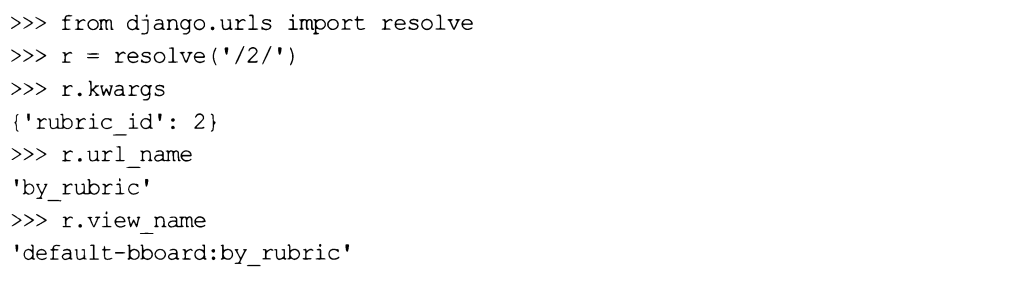 >>> from django.urls import resolve
>>> r = resolve('/2/')
>>> r.kwargs
{'rubric_id': 2}
>>> r.url_name
'by_rubric'
>>> r.view_name
'default-bboard:by_rubric'